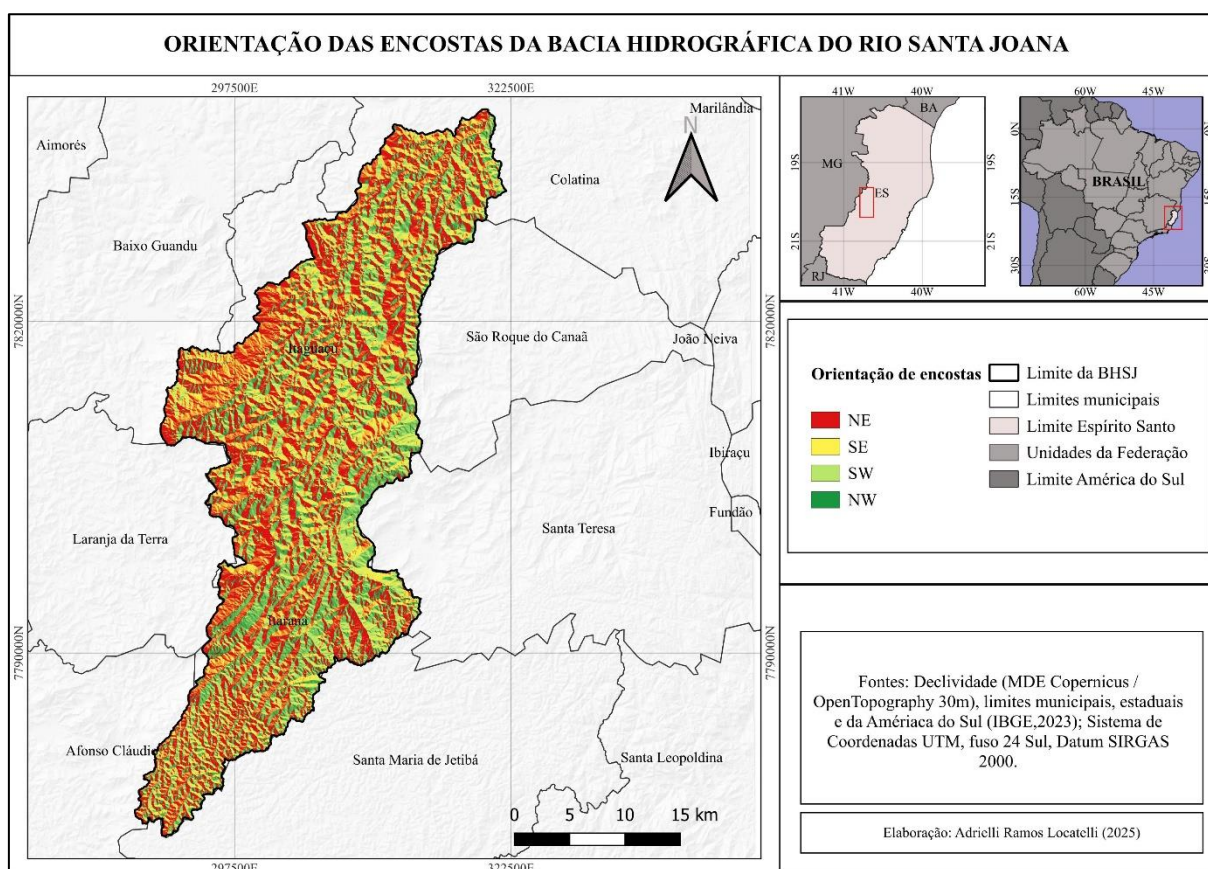 ORIENTAÇÃO DAS ENCOSTAS DA BACIA HIDROGRÁFICA DO RIO SANTA JOANA
297500E
322500E
Aimorés
Marilândia
N
Colatina
Baixo Guandu
7820000N
7820000N
São Roque do Canaã
João Neiva
Itaguaçu
Ibiraçu
Fundão
Laranja da Terra
Santa Teresa
Itarana
7790000N
7790000N
Afonso Cláudio
Santa Maria de Jetibá
Santa Leopoldina
0 5 10 15 km
297500E
322500E
41W
40W
BA
MG
19S
19S
ES
21S
21S
RJ
41W
40W
60W
45W
0N
0N
BRASIL
15S
15S
30S
30S
60W
45W
Orientação de encostas
NE
SE
SW
NW
Limite da BHSJ
Limites municipais
Limite Espírito Santo
Unidades da Federação
Limite América do Sul
Fontes: Declividade (MDE Copernicus /
OpenTopography 30m), limites municipais, estaduais
e da Amériaca do Sul (IBGE,2023); Sistema de
Coordenadas UTM, fuso 24 Sul, Datum SIRGAS
2000.
Elaboração: Adrielli Ramos Locatelli (2025)